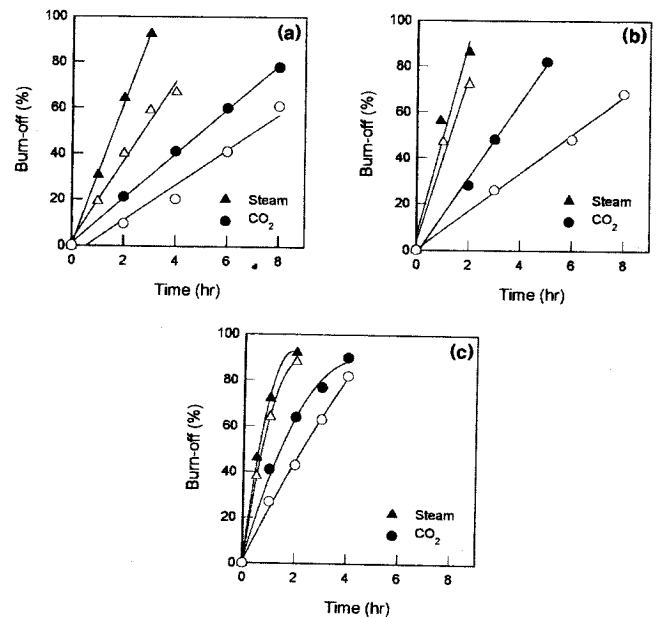 (a)
Burn-off (%)
100
80
60
40
20
0
▲ Steam
● CO₂
0 2 4 6 8
Time (hr)
(b)
Burn-off (%)
100
80
60
40
20
0
▲ Steam
● CO₂
0 2 4 6 8
Time (hr)
(c)
Burn-off (%)
100
80
60
40
20
0
▲ Steam
● CO₂
0 2 4 6 8
Time (hr)